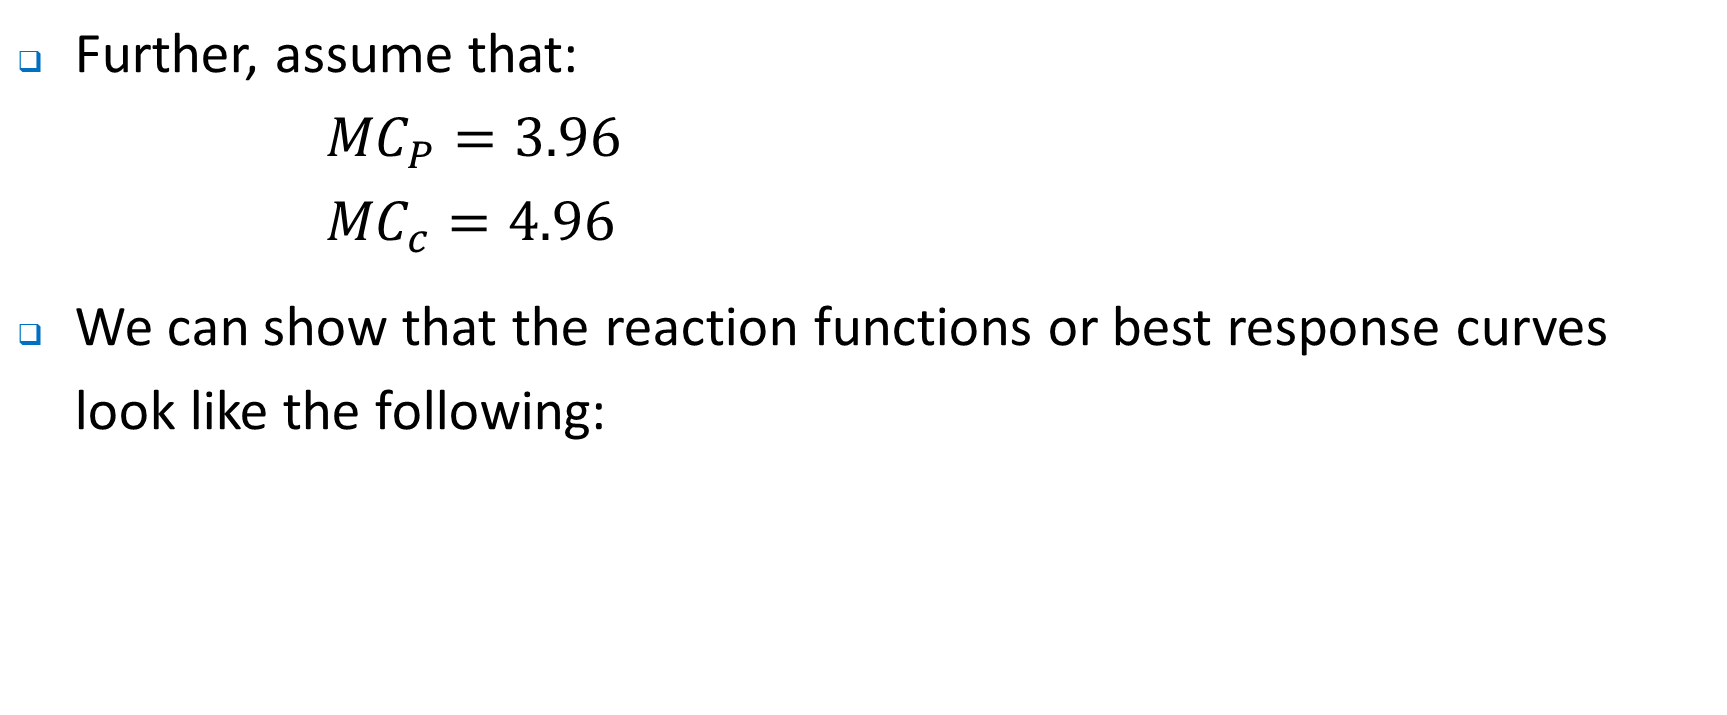 ❑ Further, assume that:
MC_P = 3.96
MC_c = 4.96
❑ We can show that the reaction functions or best response curves
look like the following: